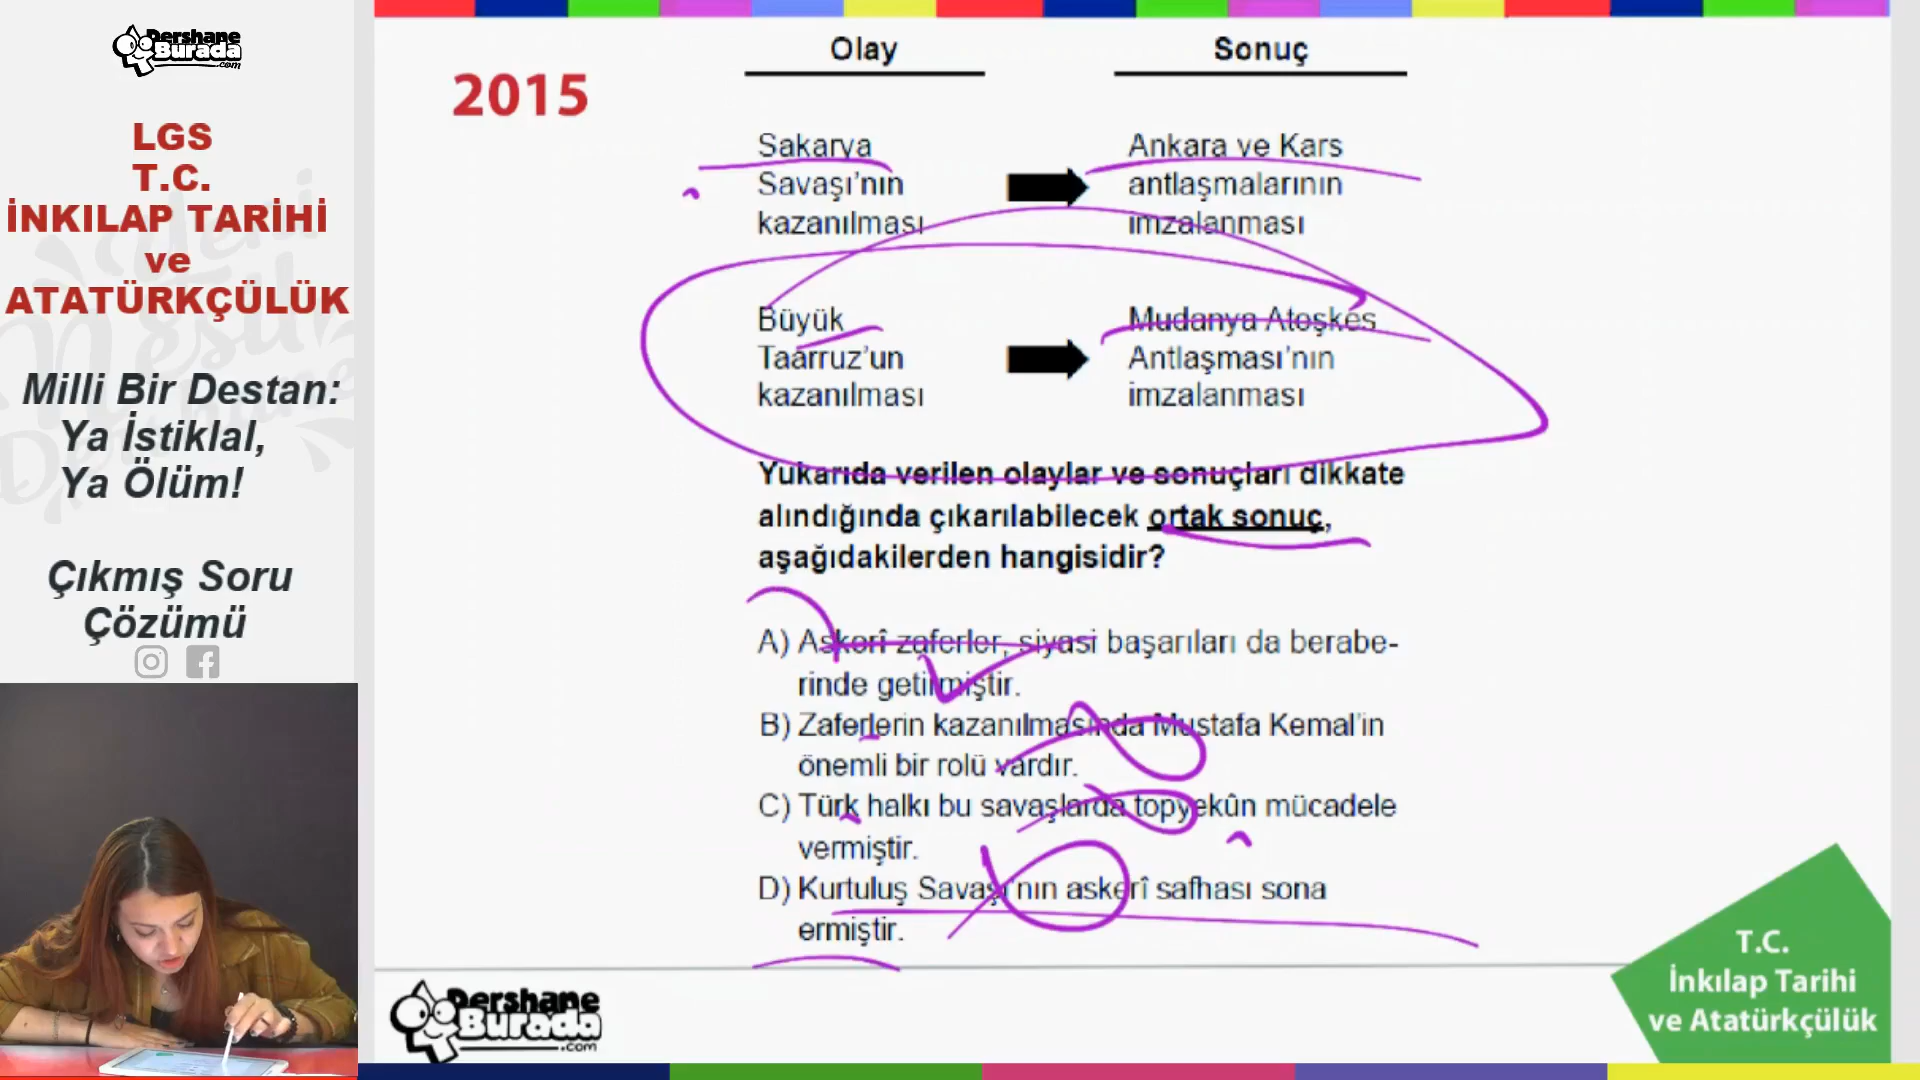 Dershane
Burada
.com
LGS
T.C.
İNKILAP TARİHİ
ve
ATATÜRKÇÜLÜK
Milli Bir Destan:
Ya İstiklal,
Ya Ölüm!
Çıkmış Soru
Çözümü
2015
Olay Sonuç
Sakarya Ankara ve Kars
Savaşı'nın antlaşmalarının
kazanılması imzalanması
Büyük Mudanya Ateşkes
Taarruz'un Antlaşması'nın
kazanılması imzalanması
Yukarıda verilen olaylar ve sonuçları dikkate
alındığında çıkarılabilecek ortak sonuç,
aşağıdakilerden hangisidir?
A) Askerî zaferler, siyasi başarıları da berabe-
rinde getirmiştir.
B) Zaferlerin kazanılmasında Mustafa Kemal'in
önemli bir rolü vardır.
C) Türk halkı bu savaşlarda topyekûn mücadele
vermiştir.
D) Kurtuluş Savaşı'nın askerî safhası sona
ermiştir.
Dershane
Burada
.com
T.C.
İnkılap Tarihi
ve Atatürkçülük